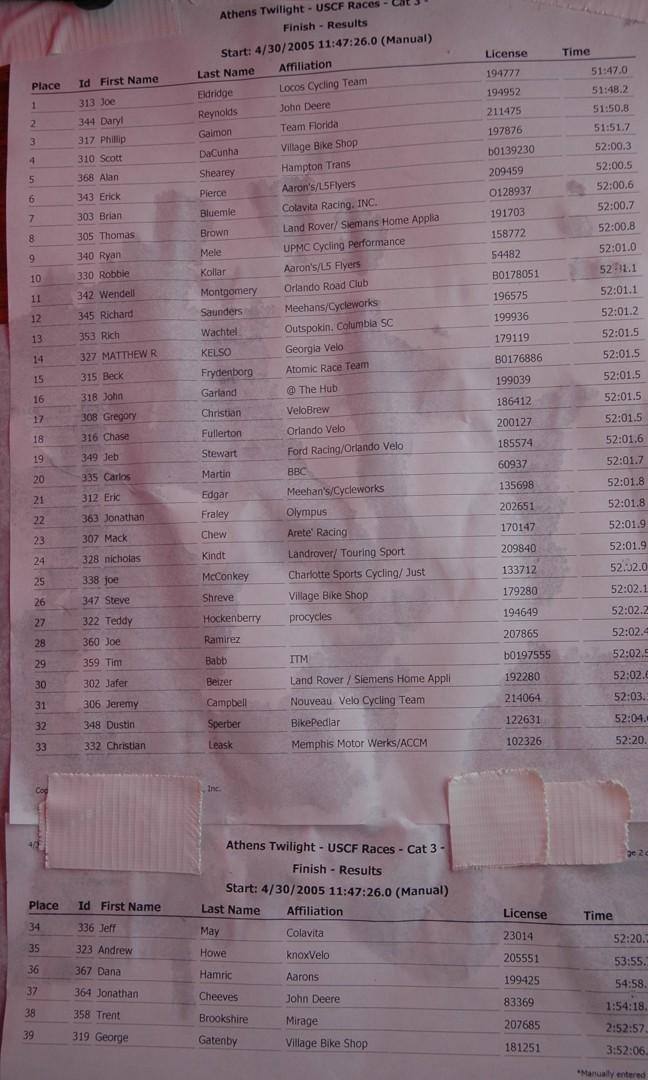 Athens Twilight - USCF Races - Cat 3 -
Finish - Results
Start: 4/30/2005 11:47:26.0 (Manual)
Place Id First Name Last Name Affiliation License Time
1 313 Joe Eldridge Locos Cycling Team 194777 51:47.0
2 344 Daryl Reynolds John Deere 194952 51:48.2
3 317 Phillip Gaimon Team Florida 211475 51:50.8
4 310 Scott DaCunha Village Bike Shop 197876 51:51.7
5 368 Alan Shearey Hampton Trans b0139230 52:00.3
6 343 Erick Pierce Aaron's/L5Flyers 209459 52:00.5
7 303 Brian Bluemle Colavita Racing, INC. O128937 52:00.6
8 305 Thomas Brown Land Rover/ Siemans Home Applia 191703 52:00.7
9 340 Ryan Mele UPMC Cycling Performance 158772 52:00.8
10 330 Robbie Kollar Aaron's/L5 Flyers 54482 52:01.0
11 342 Wendell Montgomery Orlando Road Club B0178051 52:01.1
12 345 Richard Saunders Meehans/Cycleworks 196575 52:01.1
13 353 Rich Wachtel Outspokin, Columbia SC 199936 52:01.2
14 327 MATTHEW R KELSO Georgia Velo 179119 52:01.5
15 315 Beck Frydenborg Atomic Race Team B0176886 52:01.5
16 318 John Garland @ The Hub 199039 52:01.5
17 308 Gregory Christian VeloBrew 186412 52:01.5
18 316 Chase Fullerton Orlando Velo 200127 52:01.5
19 349 Jeb Stewart Ford Racing/Orlando Velo 185574 52:01.6
20 335 Carlos Martin BBC 60937 52:01.7
21 312 Eric Edgar Meehan's/Cycleworks 135698 52:01.8
22 363 Jonathan Fraley Olympus 202651 52:01.8
23 307 Mack Chew Arete' Racing 170147 52:01.9
24 328 nicholas Kindt Landrover/ Touring Sport 209840 52:01.9
25 338 joe McConkey Charlotte Sports Cycling/ Just 133712 52:02.0
26 347 Steve Shreve Village Bike Shop 179280 52:02.1
27 322 Teddy Hockenberry procycles 194649 52:02.2
28 360 Joe Ramirez 207865 52:02.4
29 359 Tim Babb ITM b0197555 52:02.5
30 302 Jafer Beizer Land Rover / Siemens Home Appli 192280 52:02.6
31 306 Jeremy Campbell Nouveau Velo Cycling Team 214064 52:03.
32 348 Dustin Sperber BikePedlar 122631 52:04.
33 332 Christian Leask Memphis Motor Werks/ACCM 102326 52:20.
, Inc.
Athens Twilight - USCF Races - Cat 3 -
Finish - Results
Start: 4/30/2005 11:47:26.0 (Manual)
Place Id First Name Last Name Affiliation License Time
34 336 Jeff May Colavita 23014 52:20.
35 323 Andrew Howe knoxVelo 205551 53:55.
36 367 Dana Hamric Aarons 199425 54:58.
37 364 Jonathan Cheeves John Deere 83369 1:54:18.
38 358 Trent Brookshire Mirage 207685 2:52:57.
39 319 George Gatenby Village Bike Shop 181251 3:52:06.
*Manually entered